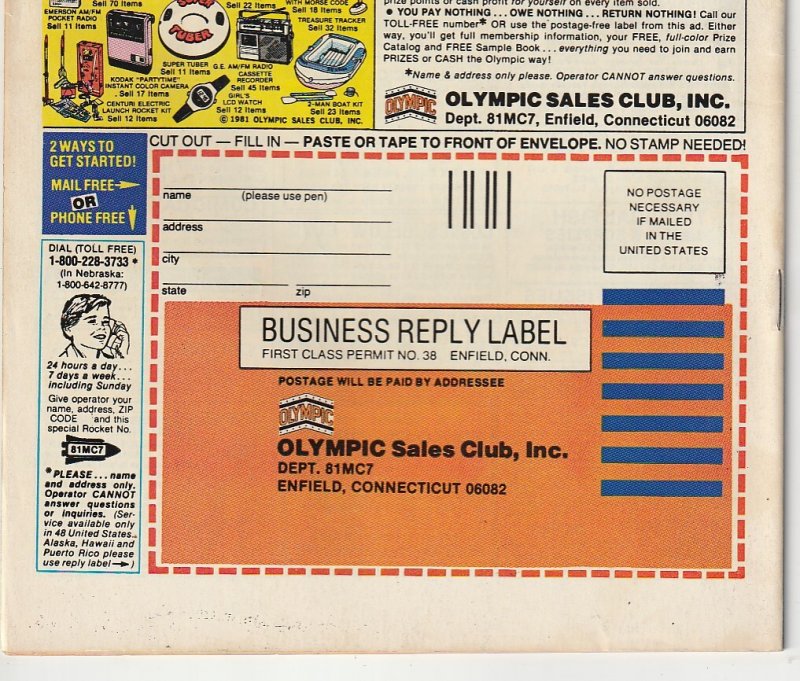 EMERSON AM/FM
POCKET RADIO
Sell 11 Items
Sell 70 Items
SUPER
TUBER
SUPER TUBER
Sell 11 Items
KODAK "PARTYTIME"
INSTANT COLOR CAMERA
Sell 17 Items
CENTURI ELECTRIC
LAUNCH ROCKET KIT
Sell 12 Items
Sell 22 Items
G.E. AM/FM RADIO
CASSETTE
RECORDER
Sell 45 Items
GIRL'S
LCD WATCH
Sell 12 Items
WITH MORSE CODE
Sell 18 Items
TREASURE TRACKER
Sell 32 Items
2-MAN BOAT KIT
Sell 23 Items
© 1981 OLYMPIC SALES CLUB, INC.
prize points or cash profit for yourself on every item sold.
• YOU PAY NOTHING . . . OWE NOTHING . . . RETURN NOTHING! Call our
TOLL-FREE number* OR use the postage-free label from this ad. Either
way, you'll get full membership information, your FREE, full-color Prize
Catalog and FREE Sample Book . . . everything you need to join and earn
PRIZES or CASH the Olympic way!
*Name & address only please. Operator CANNOT answer questions.
OLYMPIC
OLYMPIC SALES CLUB, INC.
Dept. 81MC7, Enfield, Connecticut 06082
2 WAYS TO
GET STARTED!
MAIL FREE
OR
PHONE FREE
DIAL (TOLL FREE)
1-800-228-3733 *
(In Nebraska:
1-800-642-8777)
24 hours a day...
7 days a week...
including Sunday
Give operator your
name, address, ZIP
CODE and this
special Rocket No.
81MC7
*PLEASE...name
and address only.
Operator CANNOT
answer questions
or inquiries. (Ser-
vice available only
in 48 United States.
Alaska, Hawaii and
Puerto Rico please
use reply label→)
CUT OUT — FILL IN — PASTE OR TAPE TO FRONT OF ENVELOPE. NO STAMP NEEDED!
name (please use pen)
address
city
state zip
NO POSTAGE
NECESSARY
IF MAILED
IN THE
UNITED STATES
BUSINESS REPLY LABEL
FIRST CLASS PERMIT NO. 38 ENFIELD, CONN.
POSTAGE WILL BE PAID BY ADDRESSEE
OLYMPIC
OLYMPIC Sales Club, Inc.
DEPT. 81MC7
ENFIELD, CONNECTICUT 06082